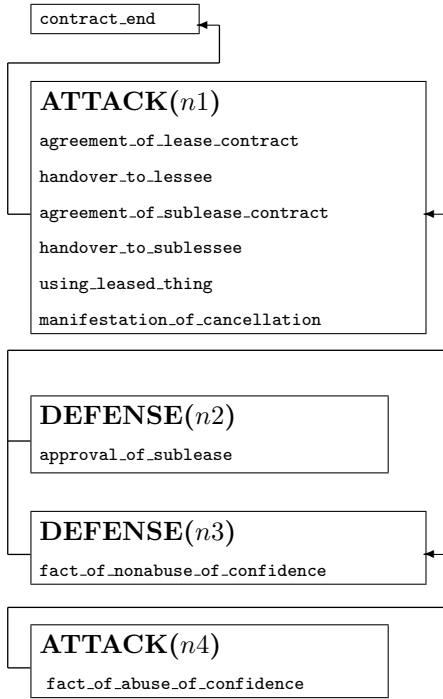 contract_end
ATTACK(n1)
agreement_of_lease_contract
handover_to_lessee
agreement_of_sublease_contract
handover_to_sublessee
using_leased_thing
manifestation_of_cancellation
DEFENSE(n2)
approval_of_sublease
DEFENSE(n3)
fact_of_nonabuse_of_confidence
ATTACK(n4)
fact_of_abuse_of_confidence